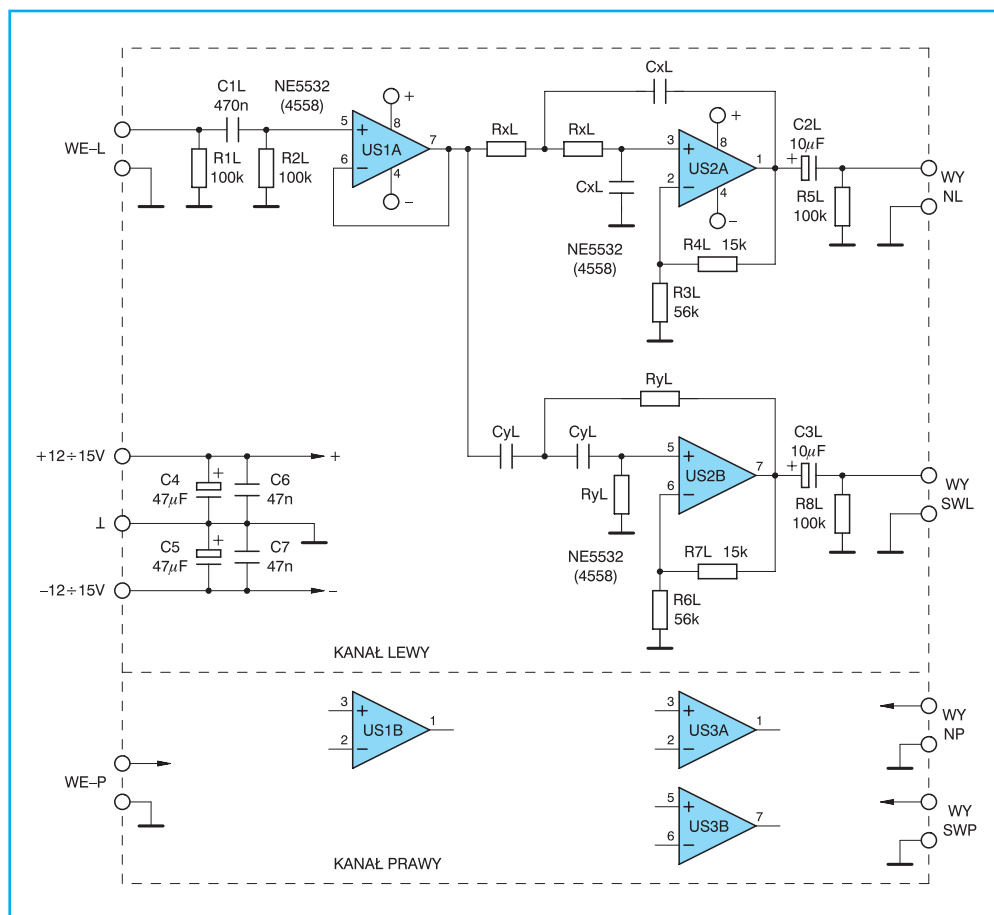 C1L
470n
NE5532
(4558)
WE–L
R1L
100k
R2L
100k
5
+
6
−
US1A
8
+
7
4
−
RxL
RxL
CxL
CxL
3
+
2
−
US2A
8
+
1
4
−
NE5532
(4558)
R4L 15k
R3L
56k
C2L
10μF
+
R5L
100k
WY
NL
RyL
CyL
CyL
RyL
5
+
6
−
US2B
7
NE5532
(4558)
R7L 15k
R6L
56k
C3L
10μF
+
R8L
100k
WY
SWL
+12÷15V
⊥
−12÷15V
C4
47μF
+
C6
47n
+
C5
47μF
+
C7
47n
−
KANAŁ LEWY
WE–P
3
+
2
−
US1B
1
3
+
2
−
US3A
1
WY
NP
5
+
6
−
US3B
7
WY
SWP
KANAŁ PRAWY